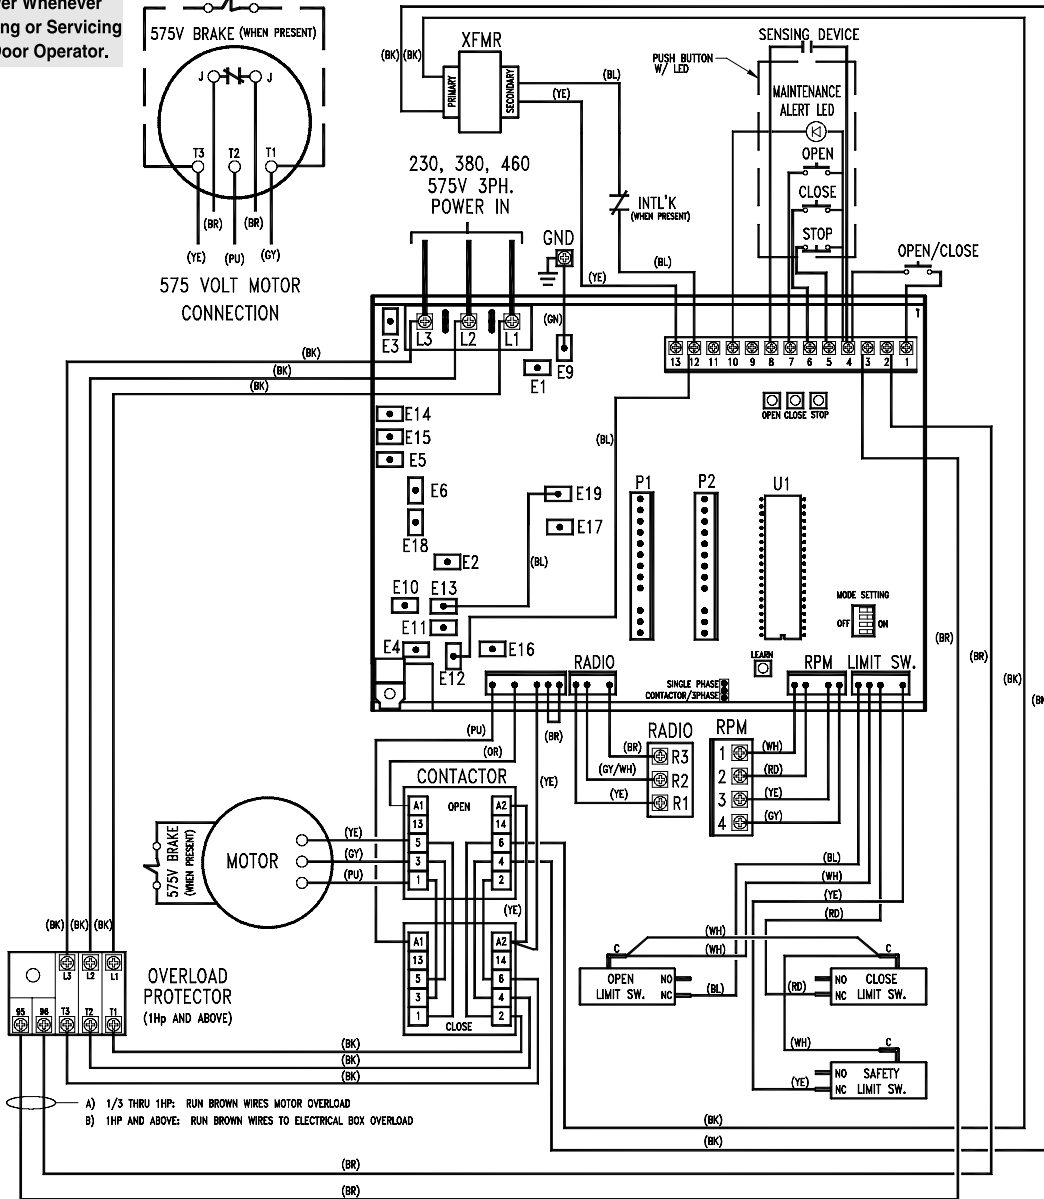 er Whenever
ng or Servicing
Door Operator.
575V BRAKE (WHEN PRESENT)
J J
T3 T2 T1
(BR) (BR)
(YE) (PU) (GY)
575 VOLT MOTOR
CONNECTION
(BK) (BK)
XFMR
PRIMARY
SECONDARY
(BL)
(YE)
230, 380, 460
575V 3PH.
POWER IN
INTL'K
(WHEN PRESENT)
GND
(BL)
(YE)
(GN)
SENSING DEVICE
PUSH BUTTON
W/ LED
MAINTENANCE
ALERT LED
OPEN
CLOSE
STOP
OPEN/CLOSE
E3
L3 L2 L1
E9
E1
13 12 11 10 9 8 7 6 5 4 3 2 1
OPEN CLOSE STOP
(BK)
(BK)
(BK)
E14
E15
E5
E6
E18
E2
E10 E13
E11
E4
E12
E16
E19
E17
(BL)
(BL)
P1 P2 U1
MODE SETTING
OFF ON
LEARN
RADIO
RPM LIMIT SW.
SINGLE PHASE
CONTACTOR/3PHASE
(BR)
(BR)
(BK)
(BK
(PU)
(OR)
(BR)
(YE)
RADIO
(BR) R3
(GY/WH) R2
(YE) R1
RPM
1 (WH)
2 (RD)
3 (YE)
4 (GY)
CONTACTOR
A1 OPEN A2
13 14
5 6
3 4
1 2
(YE)
A1 A2
13 14
5 6
3 4
1 2
CLOSE
575V BRAKE
(WHEN PRESENT)
MOTOR
(YE)
(GY)
(PU)
(BK) (BK) (BK)
L3 L2 L1
95 96 T3 T2 T1
OVERLOAD
PROTECTOR
(1Hp AND ABOVE)
(BL)
(WH)
(YE)
(RD)
(WH)
(WH)
C
OPEN
LIMIT SW.
NO
NC
(BL)
C
NO CLOSE
NC LIMIT SW.
(RD)
(WH)
C
NO SAFETY
NC LIMIT SW.
(YE)
(BK)
(BK)
(BK)
A) 1/3 THRU 1HP: RUN BROWN WIRES MOTOR OVERLOAD
B) 1HP AND ABOVE: RUN BROWN WIRES TO ELECTRICAL BOX OVERLOAD
(BK)
(BK)
(BR)
(BR)